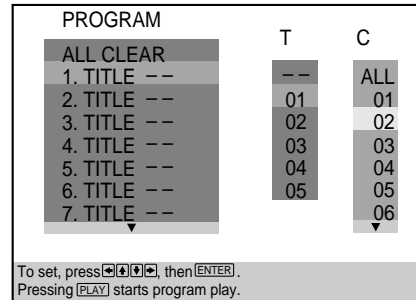 PROGRAM
T C
ALL CLEAR
1. TITLE – –
2. TITLE – –
3. TITLE – –
4. TITLE – –
5. TITLE – –
6. TITLE – –
7. TITLE – –
– –
01
02
03
04
05
ALL
01
02
03
04
05
06
To set, press ←↑↓→, then ENTER.
Pressing PLAY starts program play.